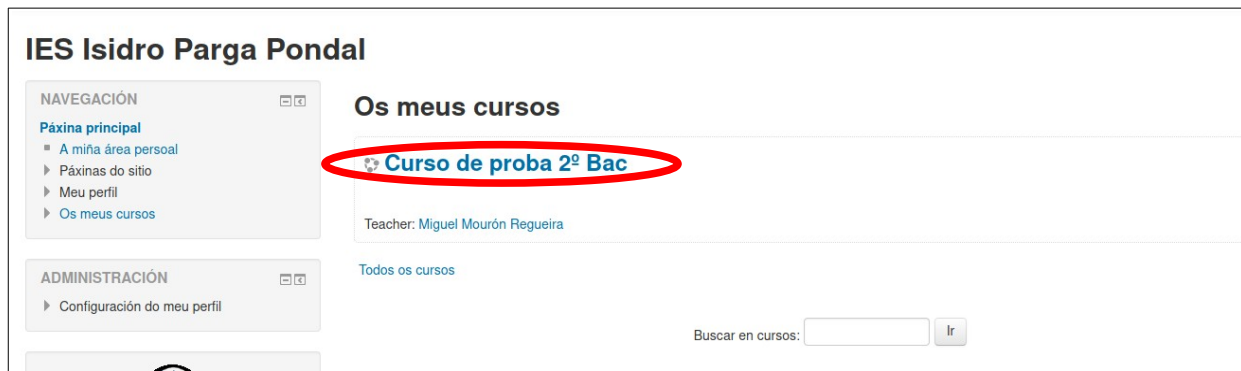 IES Isidro Parga Pondal
NAVEGACIÓN
Páxina principal
A miña área persoal
Páxinas do sitio
Meu perfil
Os meus cursos
ADMINISTRACIÓN
Configuración do meu perfil
Os meus cursos
Curso de proba 2º Bac
Teacher: Miguel Mourón Regueira
Todos os cursos
Buscar en cursos:
Ir